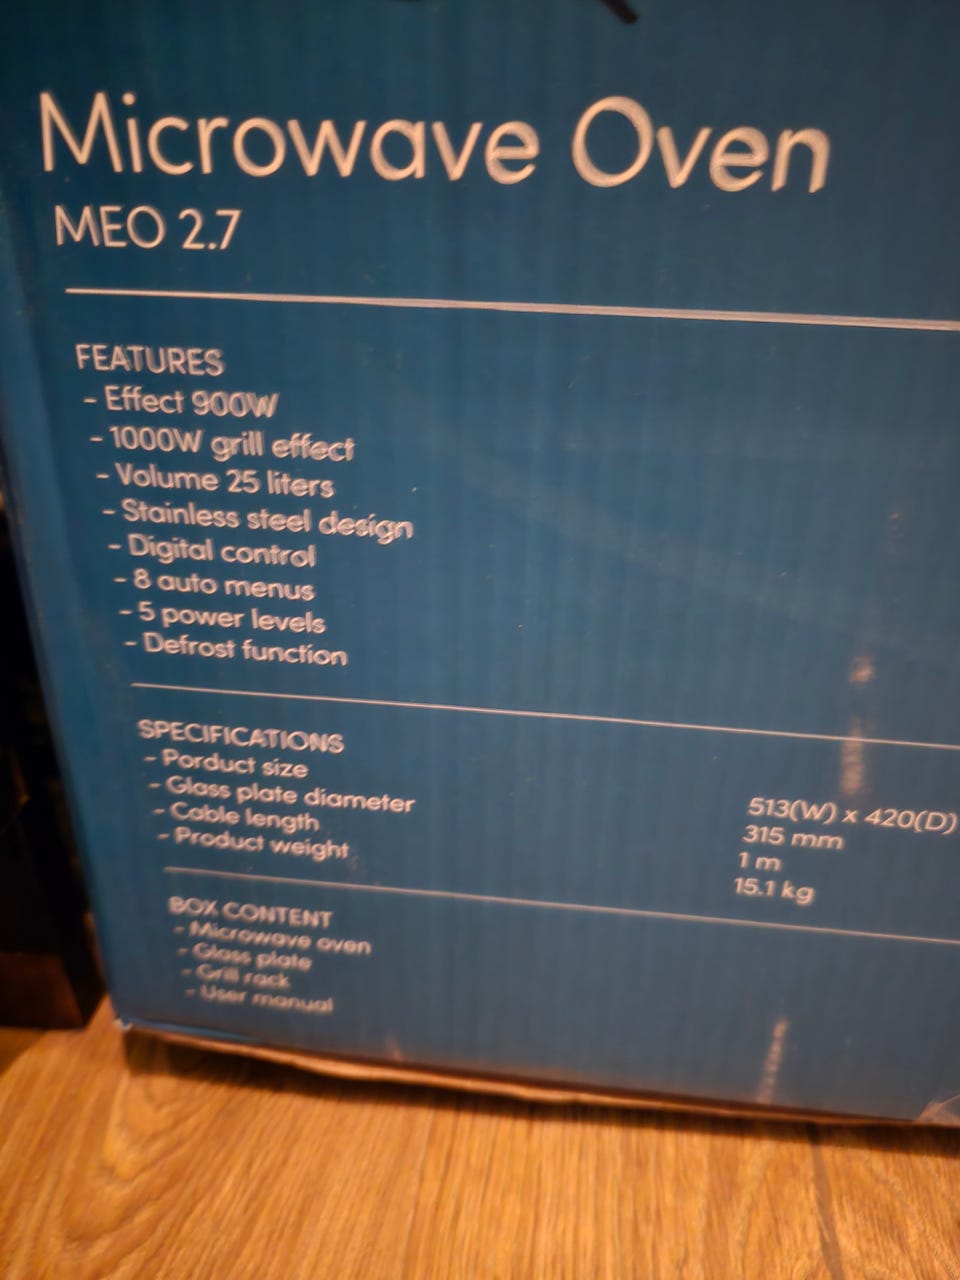 Microwave Oven
MEO 2.7
FEATURES
- Effect 900W
- 1000W grill effect
- Volume 25 liters
- Stainless steel design
- Digital control
- 8 auto menus
- 5 power levels
- Defrost function
SPECIFICATIONS
- Porduct size 513(W) x 420(D)
- Glass plate diameter 315 mm
- Cable length 1 m
- Product weight 15.1 kg
BOX CONTENT
- Microwave oven
- Glass plate
- Grill rack
- User manual